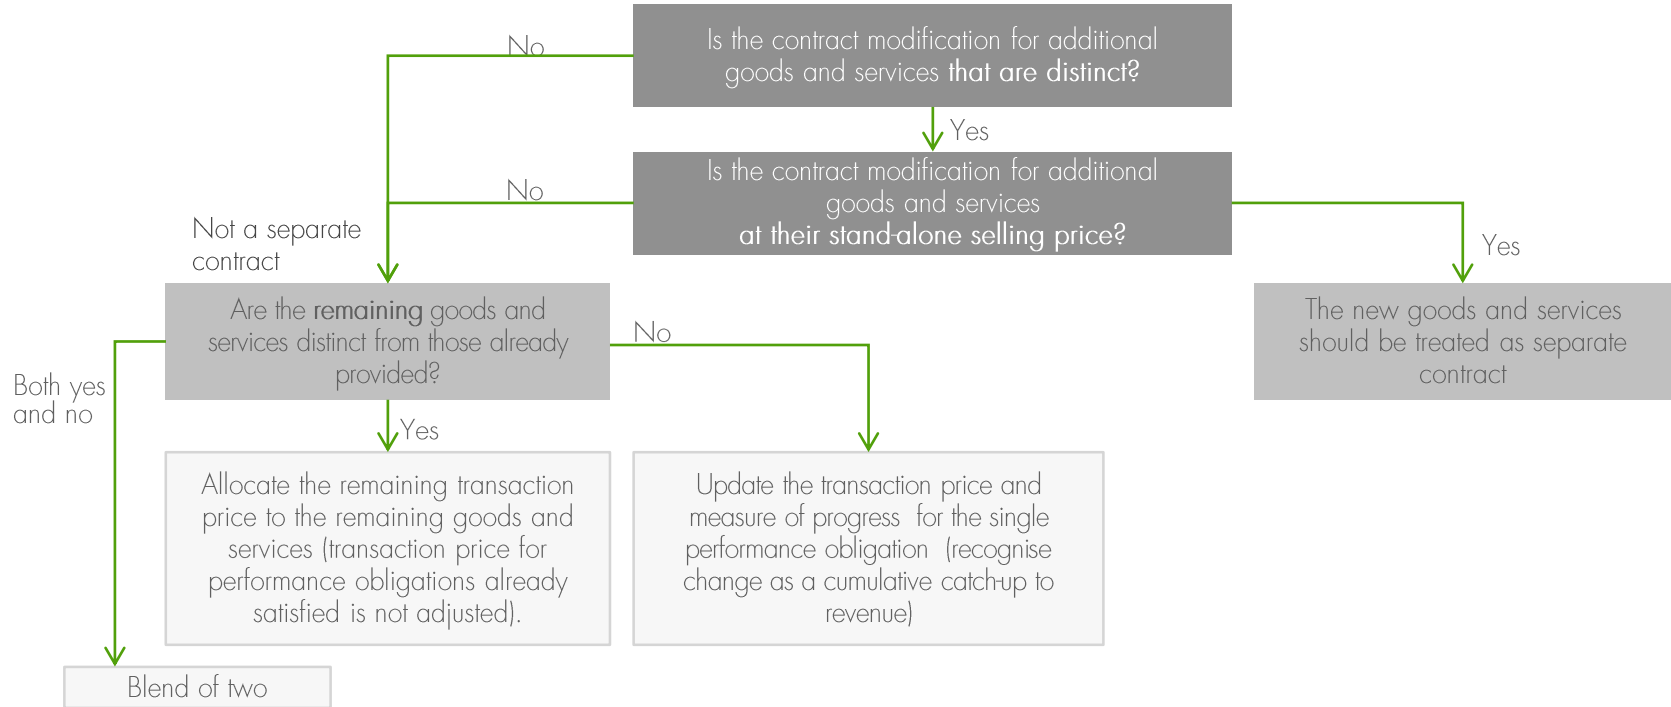 Is the contract modification for additional
goods and services that are distinct?
No
Yes
Is the contract modification for additional
goods and services
at their stand-alone selling price?
No
Not a separate
contract
Yes
Are the remaining goods and
services distinct from those already
provided?
The new goods and services
should be treated as separate
contract
No
Both yes
and no
Yes
Allocate the remaining transaction
price to the remaining goods and
services (transaction price for
performance obligations already
satisfied is not adjusted).
Update the transaction price and
measure of progress for the single
performance obligation (recognise
change as a cumulative catch-up to
revenue)
Blend of two